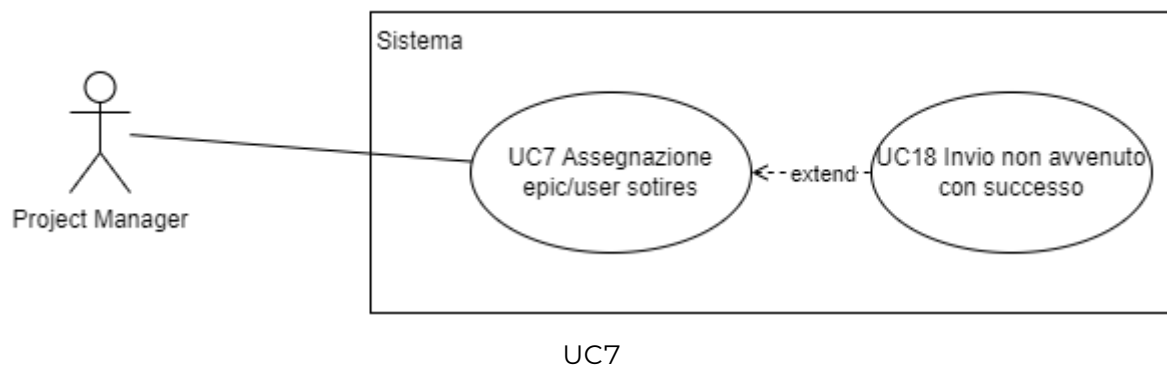 Sistema
UC7 Assegnazione
epic/user sotires
extend
UC18 Invio non avvenuto
con successo
Project Manager
UC7